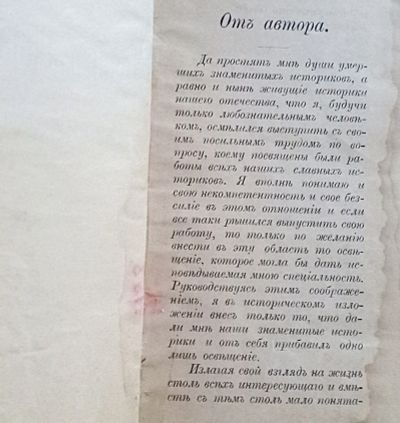 Отъ автора.
Да простятъ мнѣ души умер-
шихъ знаменитыхъ историковъ, а
равно и нынѣ живущіе историки
нашего отечества, что я, будучи
только любознательнымъ человѣ-
комъ, осмѣлился выступить съ сво-
имъ посильнымъ трудомъ по во-
просу, коему посвящены были ра-
боты всѣхъ нашихъ славныхъ ис-
ториковъ. Я вполнѣ понимаю и
свою некомпетентность и свое без-
силіе въ этомъ отношеніи и если
все таки рѣшился выпустить свою
работу, то только по желанію
внести въ эту область то освѣ-
щеніе, которое могла бы дать ис-
повѣдываемая мною спеціальность.
Руководствуясь этимъ соображе-
ніемъ, я въ историческомъ изло-
женіи внесъ только то, что да-
ли мнѣ наши знаменитые исто-
рики и отъ себя прибавилъ одно
лишь освѣщеніе.
Излагая свой взглядъ на жизнь
столь всѣхъ интересующаго и вмѣ-
стѣ съ тѣмъ столь мало понята-